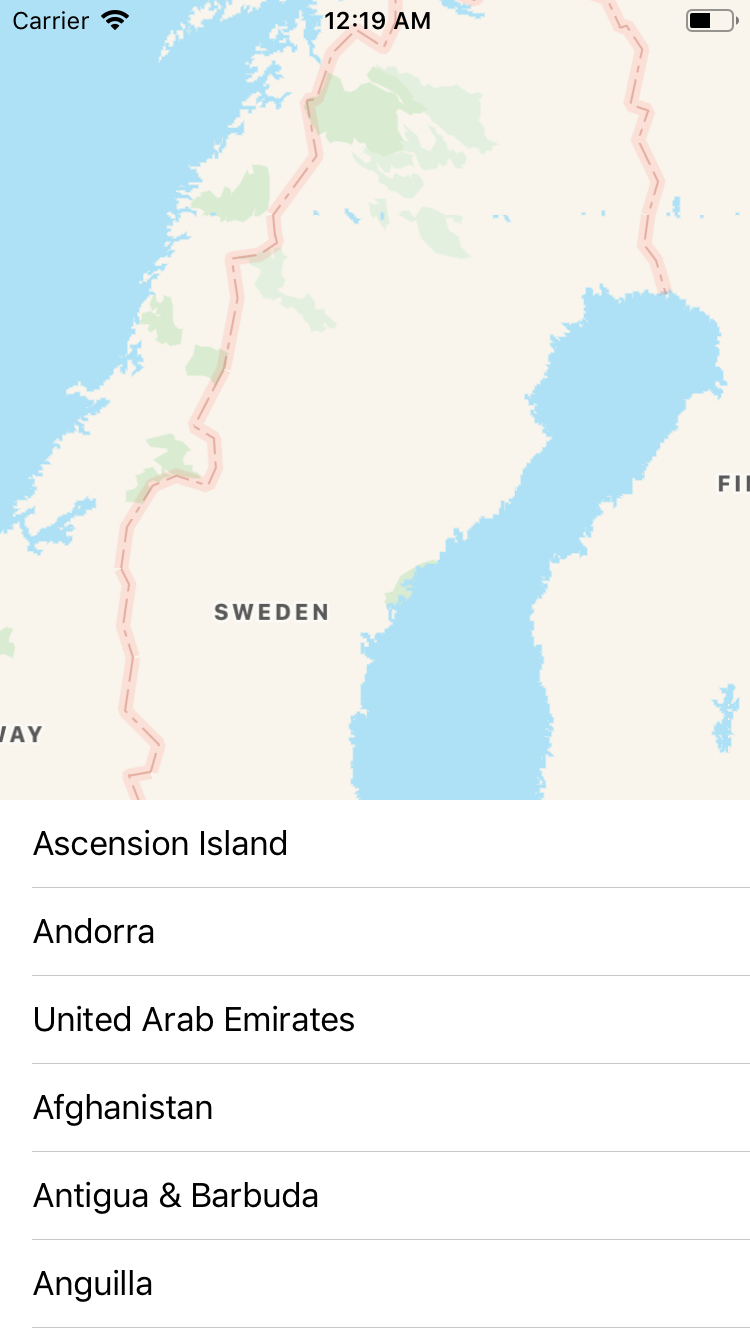 Carrier 12:19 AM
FI
SWEDEN
WAY
Ascension Island
Andorra
United Arab Emirates
Afghanistan
Antigua & Barbuda
Anguilla